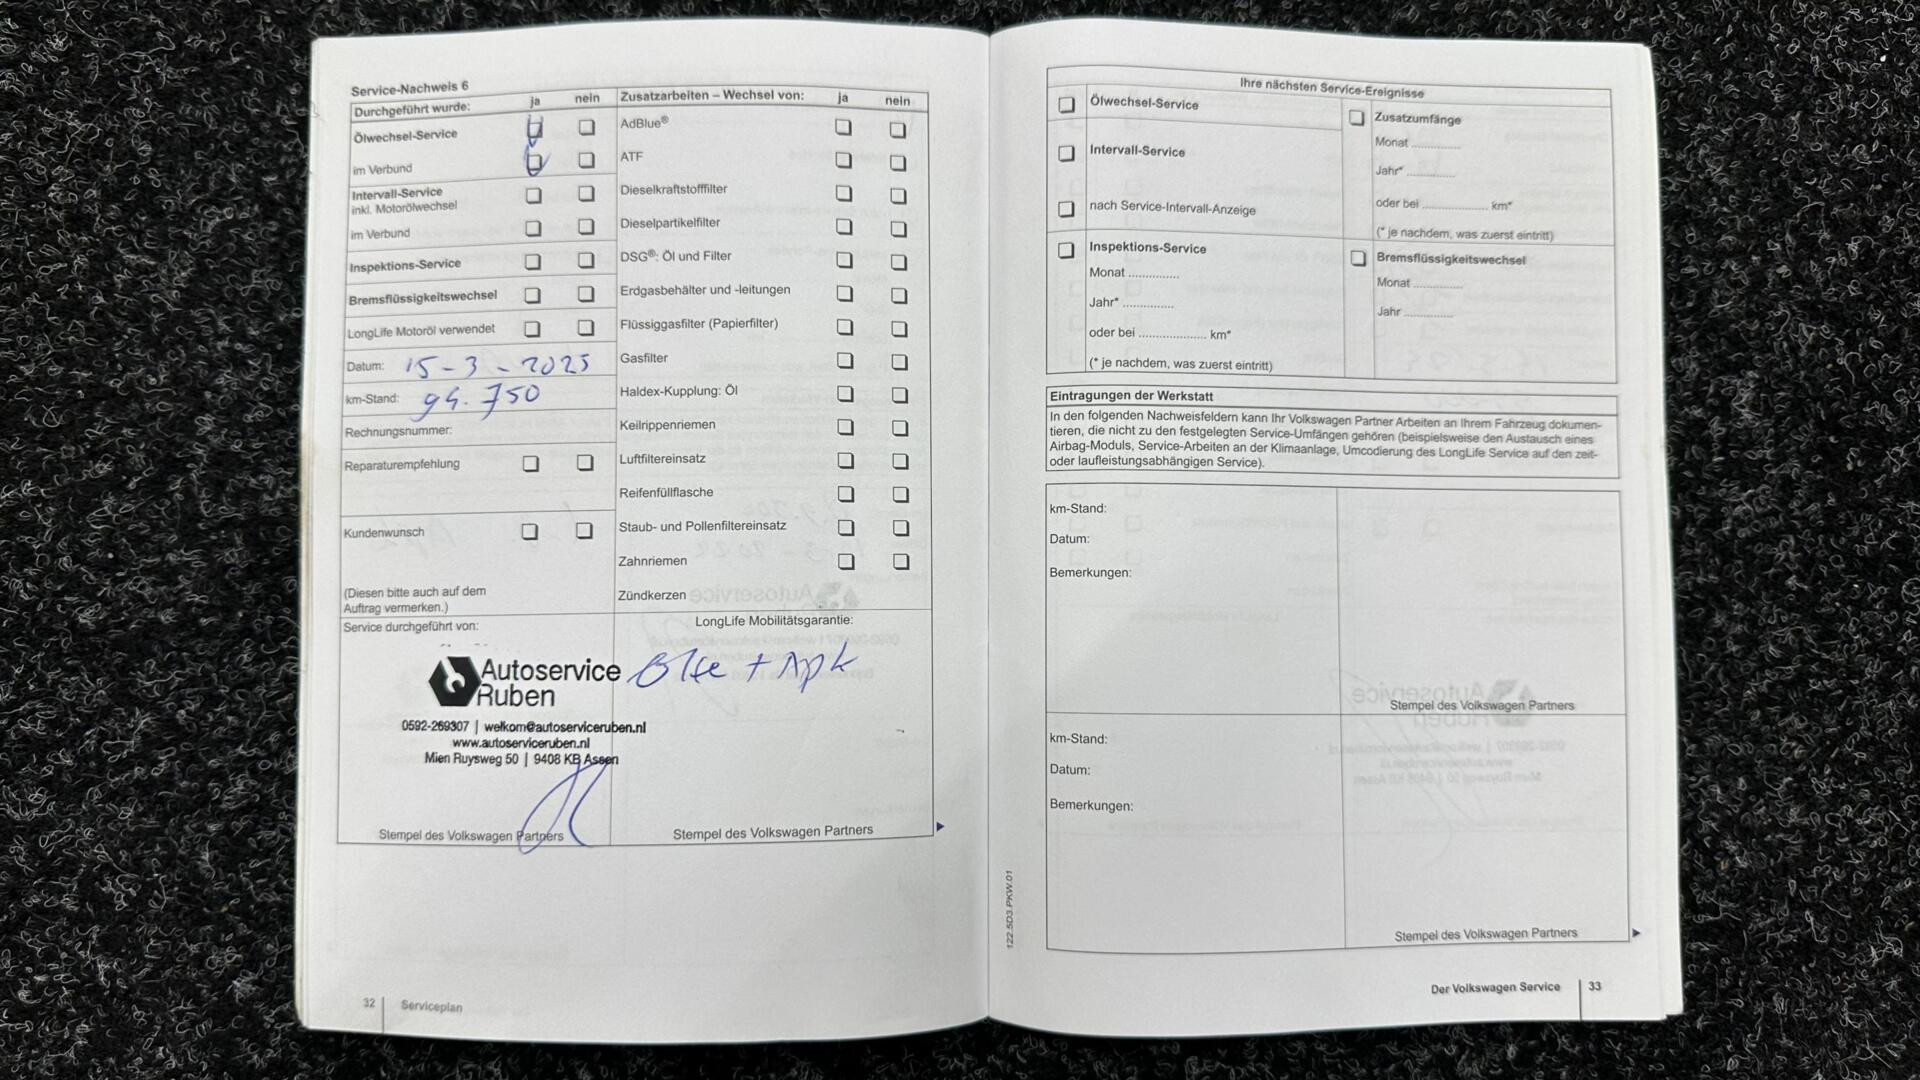 Service-Nachweis 6
Durchgeführt wurde: ja nein
Ölwechsel-Service
im Verbund
Intervall-Service
inkl. Motorölwechsel
im Verbund
Inspektions-Service
Bremsflüssigkeitswechsel
LongLife Motoröl verwendet
Datum: 15-3-2025
km-Stand: 94.750
Rechnungsnummer:
Reparaturempfehlung
Kundenwunsch
(Diesen bitte auch auf dem
Auftrag vermerken.)
Zusatzarbeiten – Wechsel von: ja nein
AdBlue®
ATF
Dieselkraftstofffilter
Dieselpartikelfilter
DSG®: Öl und Filter
Erdgasbehälter und -leitungen
Flüssiggasfilter (Papierfilter)
Gasfilter
Haldex-Kupplung: Öl
Keilrippenriemen
Luftfiltereinsatz
Reifenfüllflasche
Staub- und Pollenfiltereinsatz
Zahnriemen
Zündkerzen
Service durchgeführt von:
Autoservice
Ruben
0592-269307 | welkom@autoserviceruben.nl
www.autoserviceruben.nl
Mien Ruysweg 50 | 9408 KB Assen
Stempel des Volkswagen Partners
LongLife Mobilitätsgarantie:
+ Apk
Stempel des Volkswagen Partners
32 Serviceplan
Ihre nächsten Service-Ereignisse
Ölwechsel-Service
Intervall-Service
nach Service-Intervall-Anzeige
Inspektions-Service
Monat ...............
Jahr* ...............
oder bei .................... km*
(* je nachdem, was zuerst eintritt)
Zusatzumfänge
Monat ...............
Jahr* ...............
oder bei .................... km*
(* je nachdem, was zuerst eintritt)
Bremsflüssigkeitswechsel
Monat ...............
Jahr ...............
Eintragungen der Werkstatt
In den folgenden Nachweisfeldern kann Ihr Volkswagen Partner Arbeiten an Ihrem Fahrzeug dokumen-
tieren, die nicht zu den festgelegten Service-Umfängen gehören (beispielsweise den Austausch eines
Airbag-Moduls, Service-Arbeiten an der Klimaanlage, Umcodierung des LongLife Service auf den zeit-
oder laufleistungsabhängigen Service).
km-Stand:
Datum:
Bemerkungen:
Stempel des Volkswagen Partners
km-Stand:
Datum:
Bemerkungen:
Stempel des Volkswagen Partners
122.5D3.PKW.01
Der Volkswagen Service 33